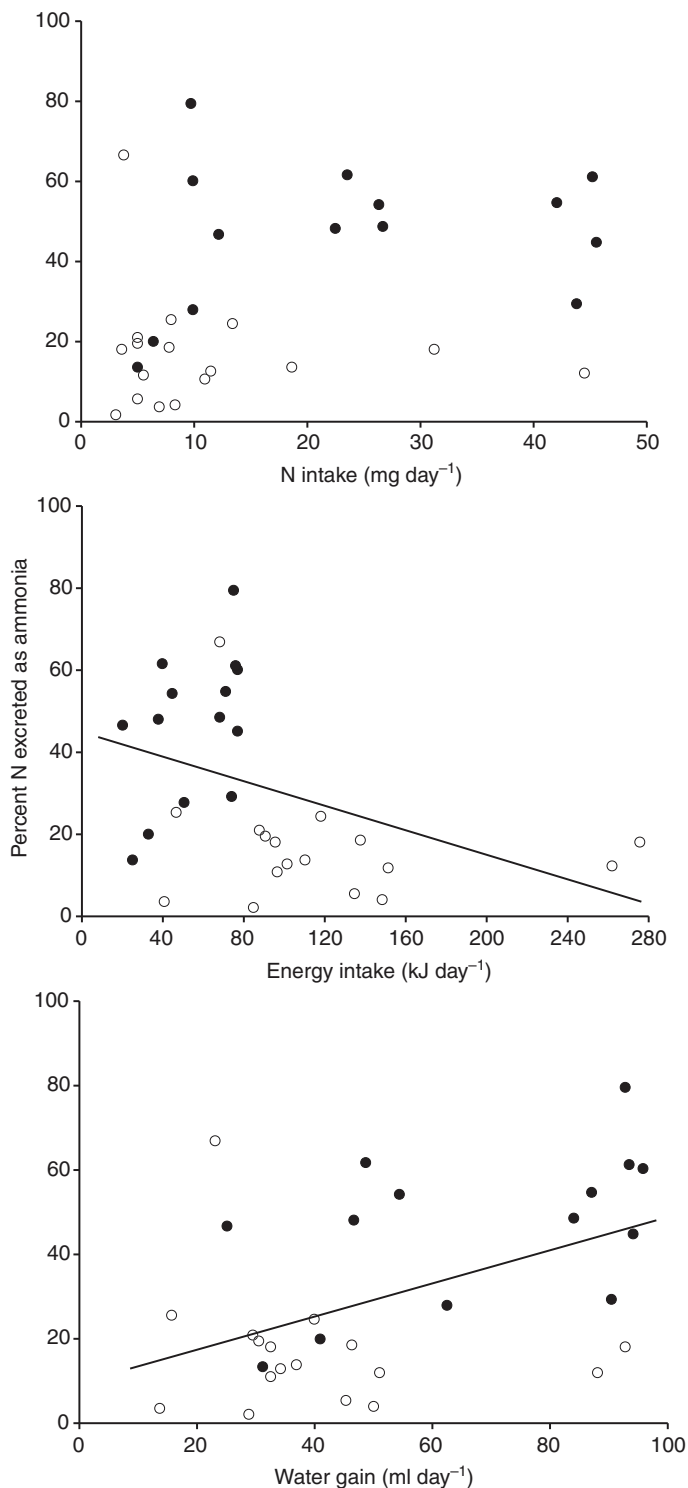 100
80
60
40
20
0
0 10 20 30 40 50
N intake (mg day⁻¹)
Percent N excreted as ammonia
100
80
60
40
20
0
0 40 80 120 160 200 240 280
Energy intake (kJ day⁻¹)
100
80
60
40
20
0
0 20 40 60 80 100
Water gain (ml day⁻¹)